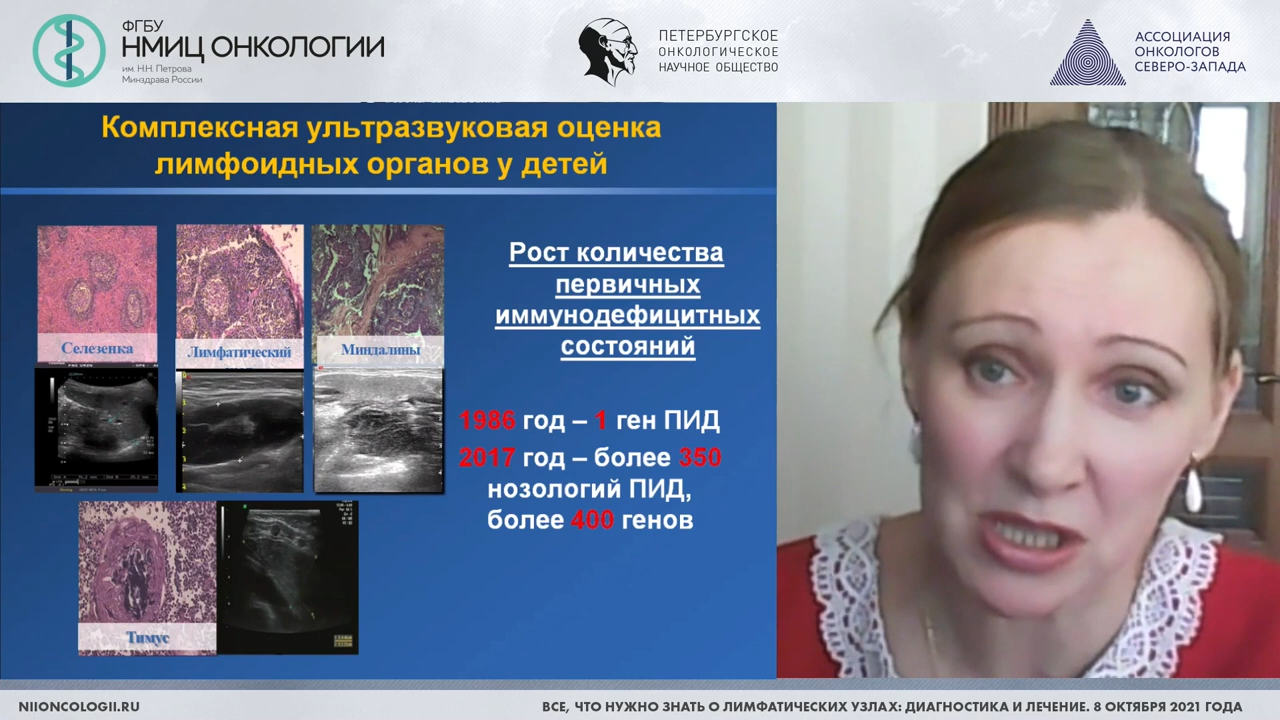 ФГБУ
НМИЦ ОНКОЛОГИИ
им. Н.Н. Петрова
Минздрава России
ПЕТЕРБУРГСКОЕ
ОНКОЛОГИЧЕСКОЕ
НАУЧНОЕ ОБЩЕСТВО
АССОЦИАЦИЯ
ОНКОЛОГОВ
СЕВЕРО-ЗАПАДА
Комплексная ультразвуковая оценка
лимфоидных органов у детей
Селезенка
Лимфатический
Миндалины
Тимус
Рост количества
первичных
иммунодефицитных
состояний
1986 год – 1 ген ПИД
2017 год – более 350
нозологий ПИД,
более 400 генов
NIIONCOLOGII.RU
ВСЕ, ЧТО НУЖНО ЗНАТЬ О ЛИМФАТИЧЕСКИХ УЗЛАХ: ДИАГНОСТИКА И ЛЕЧЕНИЕ. 8 ОКТЯБРЯ 2021 ГОДА